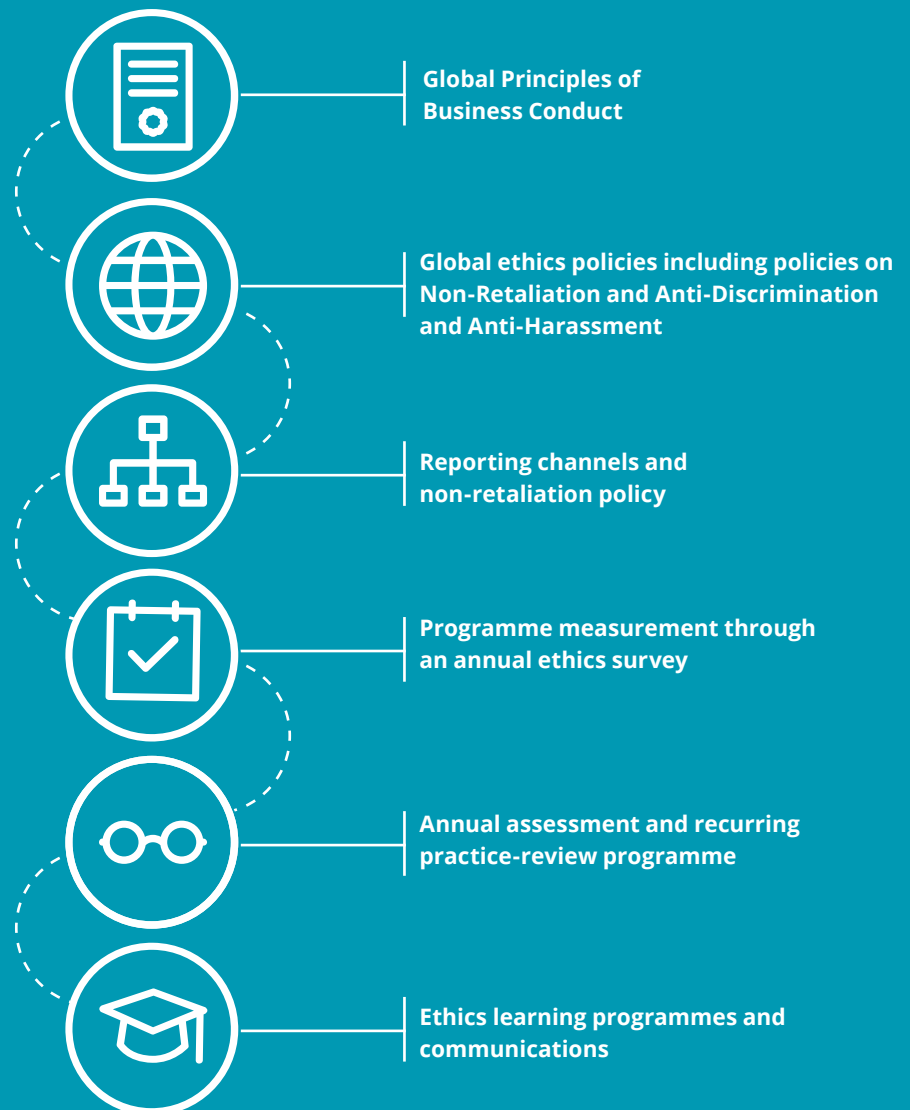 Global Principles of
Business Conduct
Global ethics policies including policies on
Non-Retaliation and Anti-Discrimination
and Anti-Harassment
Reporting channels and
non-retaliation policy
Programme measurement through
an annual ethics survey
Annual assessment and recurring
practice-review programme
Ethics learning programmes and
communications